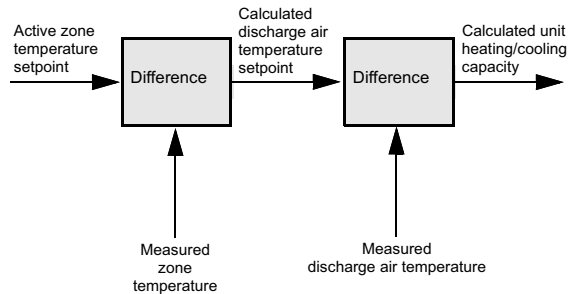 Active zone
temperature
setpoint
Difference
Calculated
discharge air
temperature
setpoint
Difference
Calculated unit
heating/cooling
capacity
Measured
zone
temperature
Measured
discharge air temperature